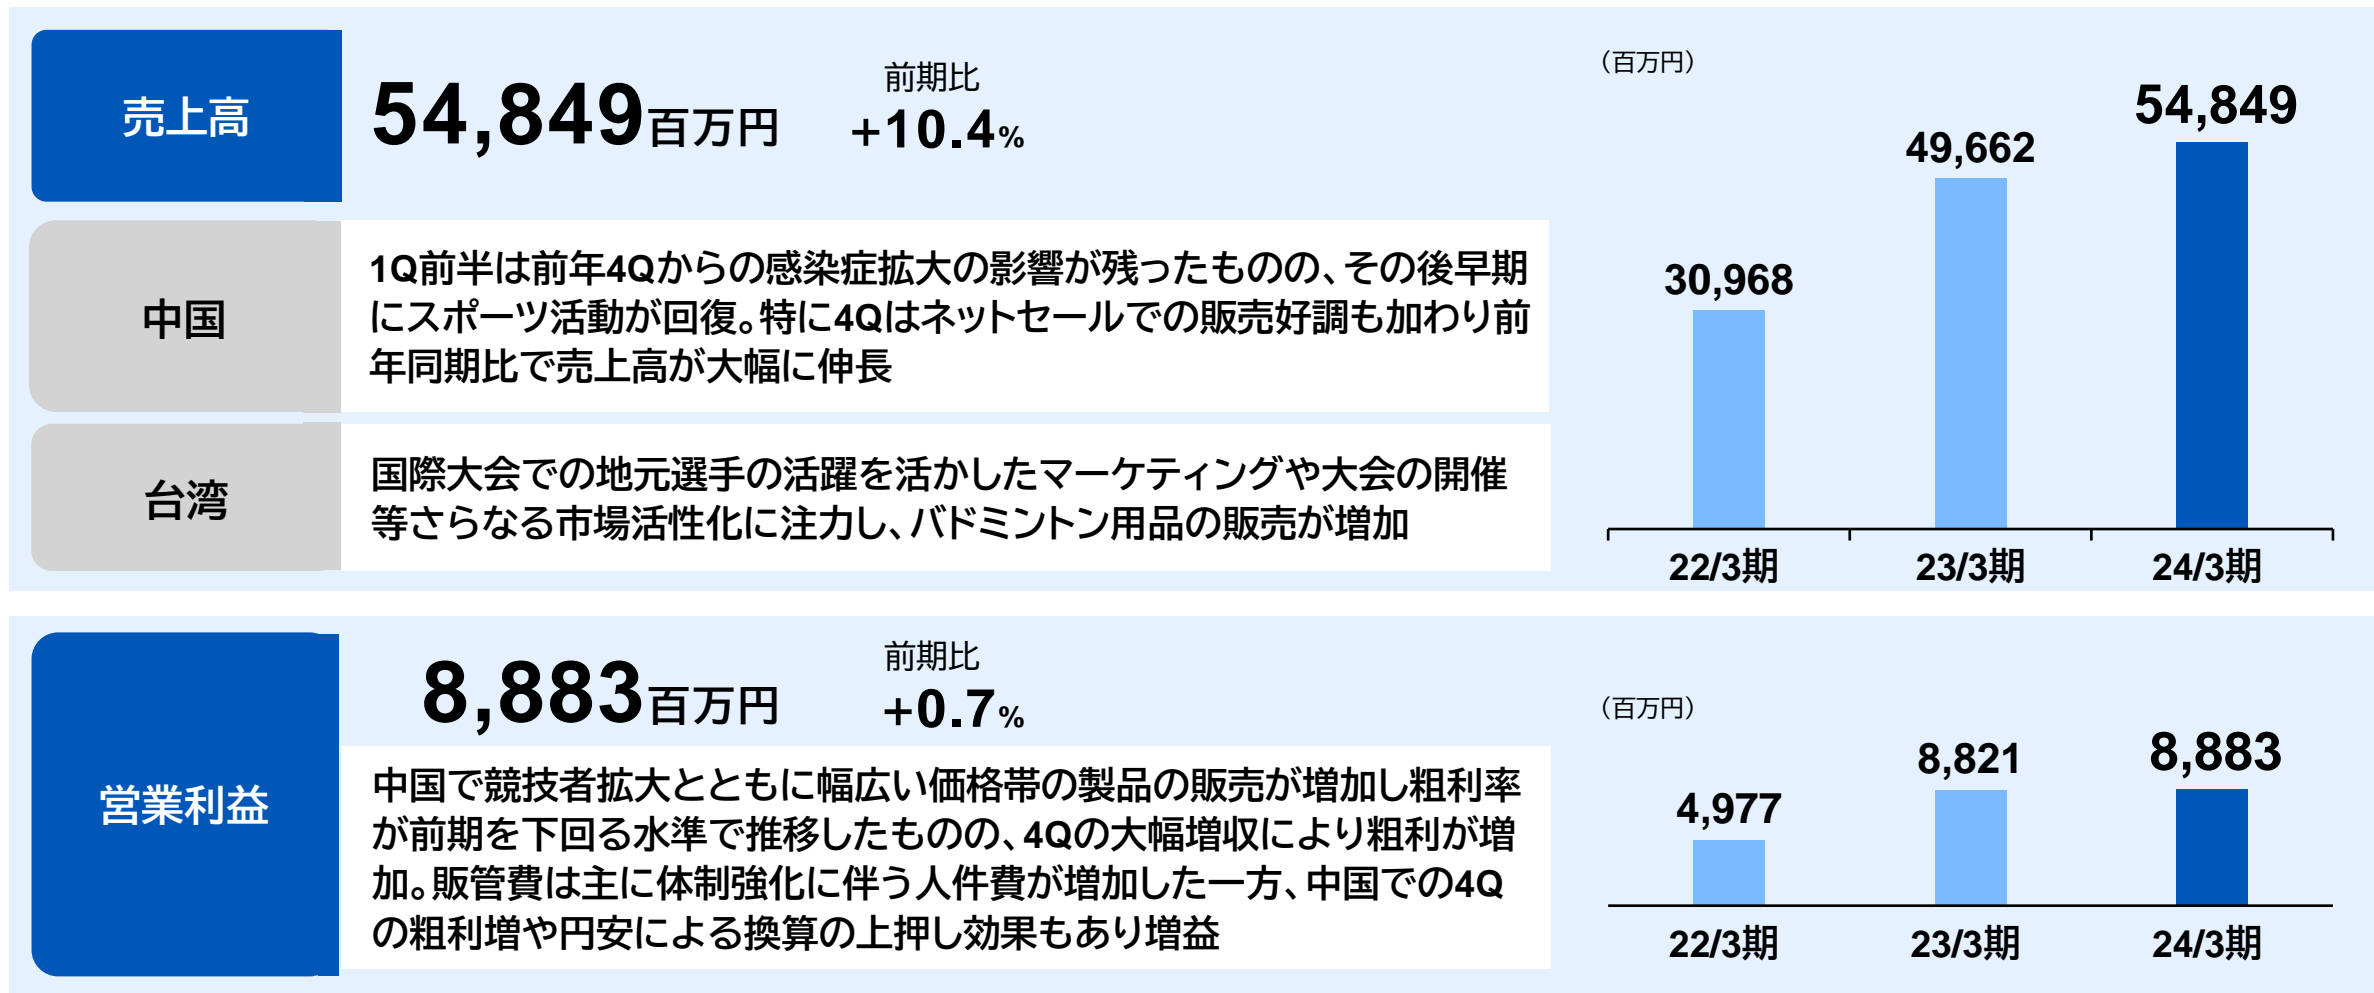 売上高
54,849百万円
前期比
+10.4%
中国
1Q前半は前年4Qからの感染症拡大の影響が残ったものの、その後早期
にスポーツ活動が回復。特に4Qはネットセールでの販売好調も加わり前
年同期比で売上高が大幅に伸長
台湾
国際大会での地元選手の活躍を活かしたマーケティングや大会の開催
等さらなる市場活性化に注力し、バドミントン用品の販売が増加
（百万円）
30,968
49,662
54,849
22/3期
23/3期
24/3期
営業利益
8,883百万円
前期比
+0.7%
中国で競技者拡大とともに幅広い価格帯の製品の販売が増加し粗利率
が前期を下回る水準で推移したものの、4Qの大幅増収により粗利が増
加。販管費は主に体制強化に伴う人件費が増加した一方、中国での4Q
の粗利増や円安による換算の上押し効果もあり増益
（百万円）
4,977
8,821
8,883
22/3期
23/3期
24/3期